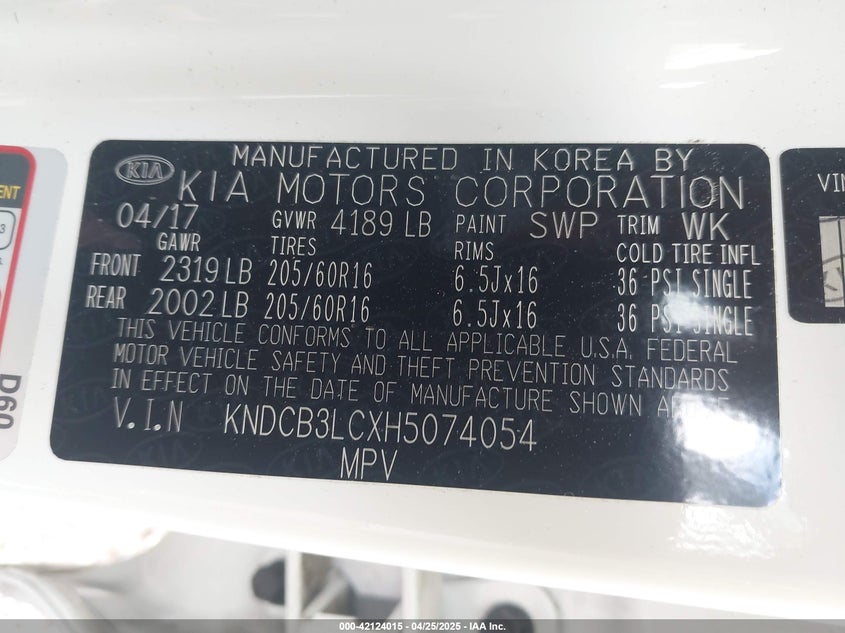 KIA
MANUFACTURED IN KOREA BY
KIA MOTORS CORPORATION
04/17 GVWR 4189 LB PAINT SWP TRIM WK
GAWR TIRES RIMS COLD TIRE INFL
FRONT 2319 LB 205/60R16 6.5Jx16 36 PSI SINGLE
REAR 2002 LB 205/60R16 6.5Jx16 36 PSI SINGLE
THIS VEHICLE CONFORMS TO ALL APPLICABLE U.S.A. FEDERAL
MOTOR VEHICLE SAFETY AND THEFT PREVENTION STANDARDS
IN EFFECT ON THE DATE OF MANUFACTURE SHOWN
V.I.N KNDCB3LCXH5074054
MPV
D60
3
VIN
000-42124015 - 04/25/2025 - IAA Inc.